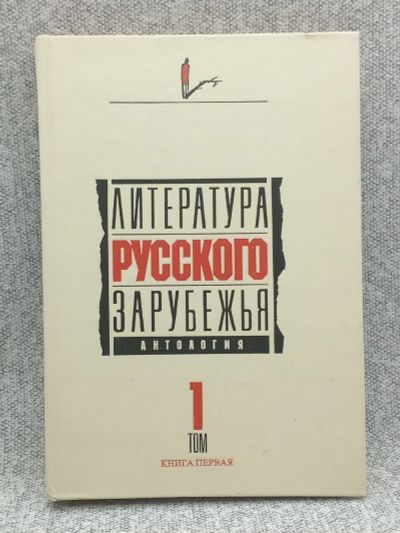 ЛИТЕРАТУРА
РУССКОГО
ЗАРУБЕЖЬЯ
АНТОЛОГИЯ
1
ТОМ
КНИГА ПЕРВАЯ